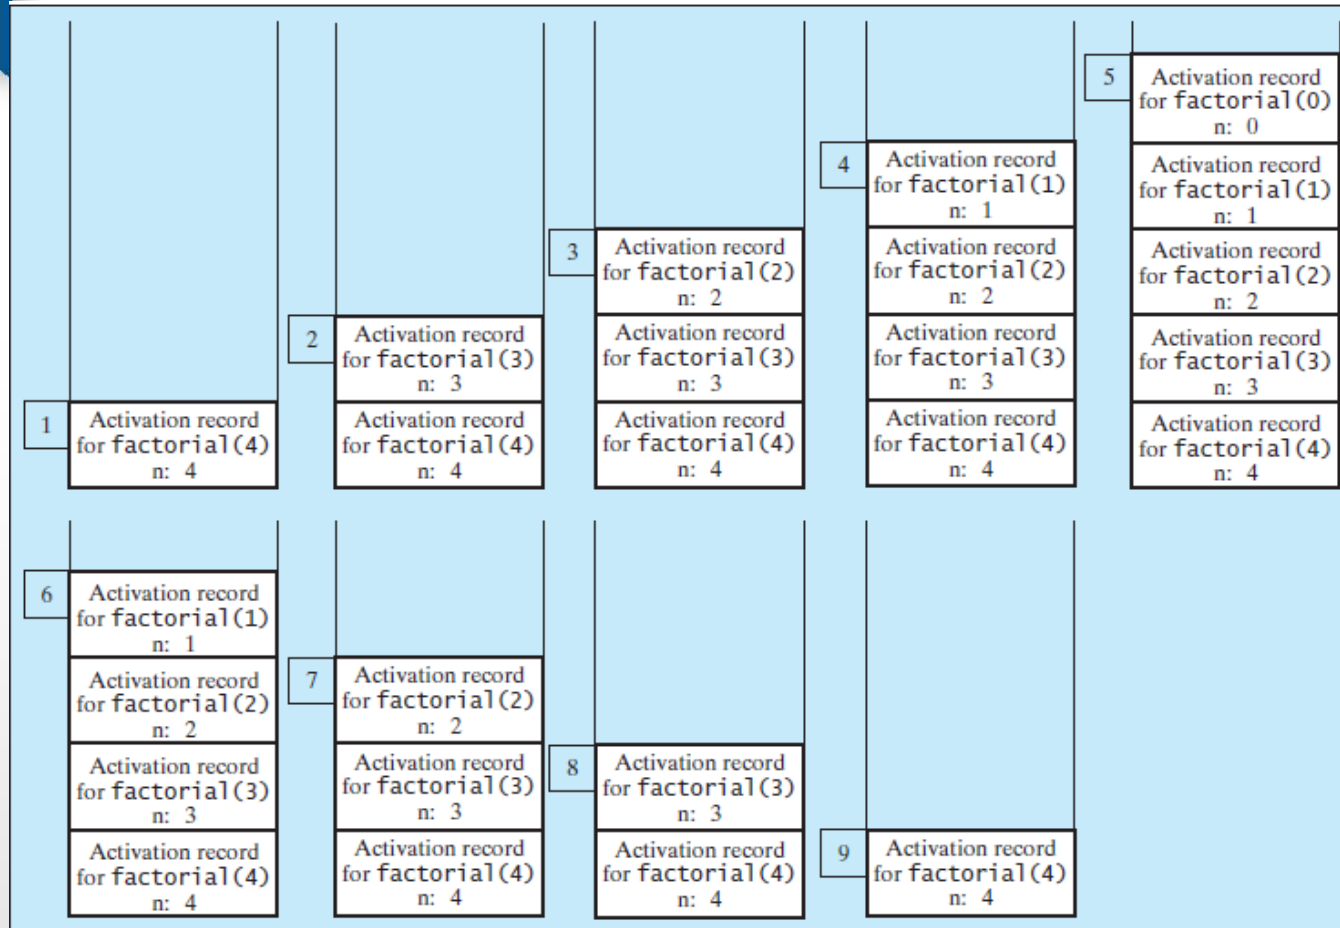 1
Activation record
for factorial(4)
n: 4
2
Activation record
for factorial(3)
n: 3
Activation record
for factorial(4)
n: 4
3
Activation record
for factorial(2)
n: 2
Activation record
for factorial(3)
n: 3
Activation record
for factorial(4)
n: 4
4
Activation record
for factorial(1)
n: 1
Activation record
for factorial(2)
n: 2
Activation record
for factorial(3)
n: 3
Activation record
for factorial(4)
n: 4
5
Activation record
for factorial(0)
n: 0
Activation record
for factorial(1)
n: 1
Activation record
for factorial(2)
n: 2
Activation record
for factorial(3)
n: 3
Activation record
for factorial(4)
n: 4
6
Activation record
for factorial(1)
n: 1
Activation record
for factorial(2)
n: 2
Activation record
for factorial(3)
n: 3
Activation record
for factorial(4)
n: 4
7
Activation record
for factorial(2)
n: 2
Activation record
for factorial(3)
n: 3
Activation record
for factorial(4)
n: 4
8
Activation record
for factorial(3)
n: 3
Activation record
for factorial(4)
n: 4
9
Activation record
for factorial(4)
n: 4